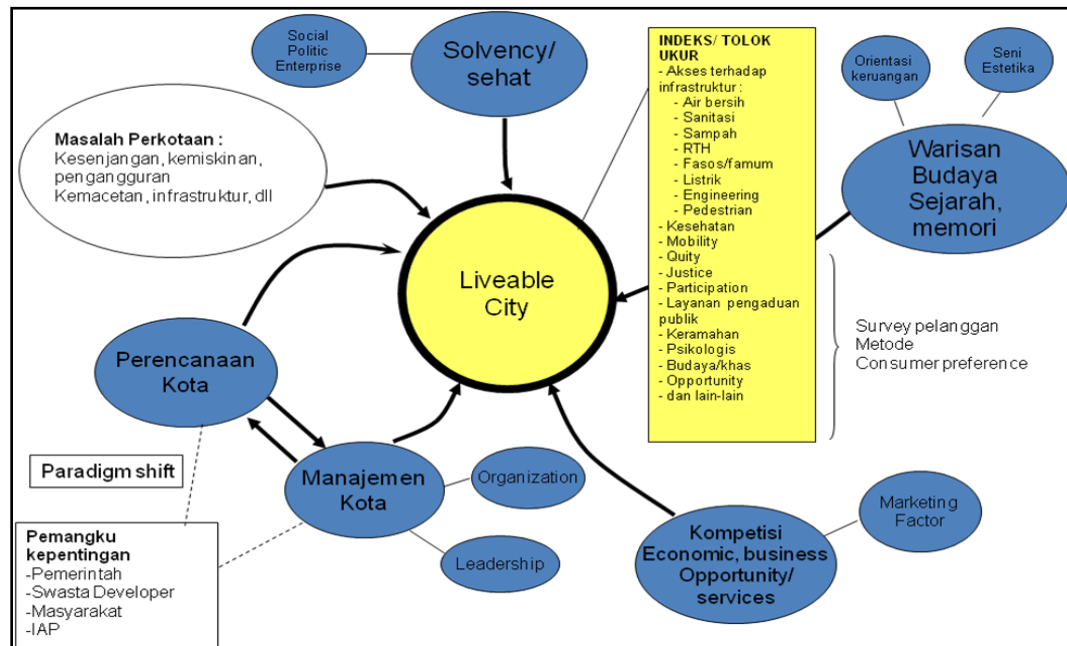 Social
Politic
Enterprise
Solvency/
sehat
INDEKS/ TOLOK
UKUR
- Akses terhadap
infrastruktur :
- Air bersih
- Sanitasi
- Sampah
- RTH
- Fasos/famum
- Listrik
- Engineering
- Pedestrian
- Kesehatan
- Mobility
- Quity
- Justice
- Participation
- Layanan pengaduan
publik
- Keramahan
- Psikologis
- Budaya/khas
- Opportunity
- dan lain-lain
Orientasi
keruangan
Seni
Estetika
Warisan
Budaya
Sejarah,
memori
Masalah Perkotaan :
Kesenjangan, kemiskinan,
pengangguran
Kemacetan, infrastruktur, dll
Liveable
City
Survey pelanggan
Metode
Consumer preference
Perencanaan
Kota
Paradigm shift
Manajemen
Kota
Organization
Leadership
Pemangku
kepentingan
-Pemerintah
-Swasta Developer
-Masyarakat
-IAP
Kompetisi
Economic, business
Opportunity/
services
Marketing
Factor